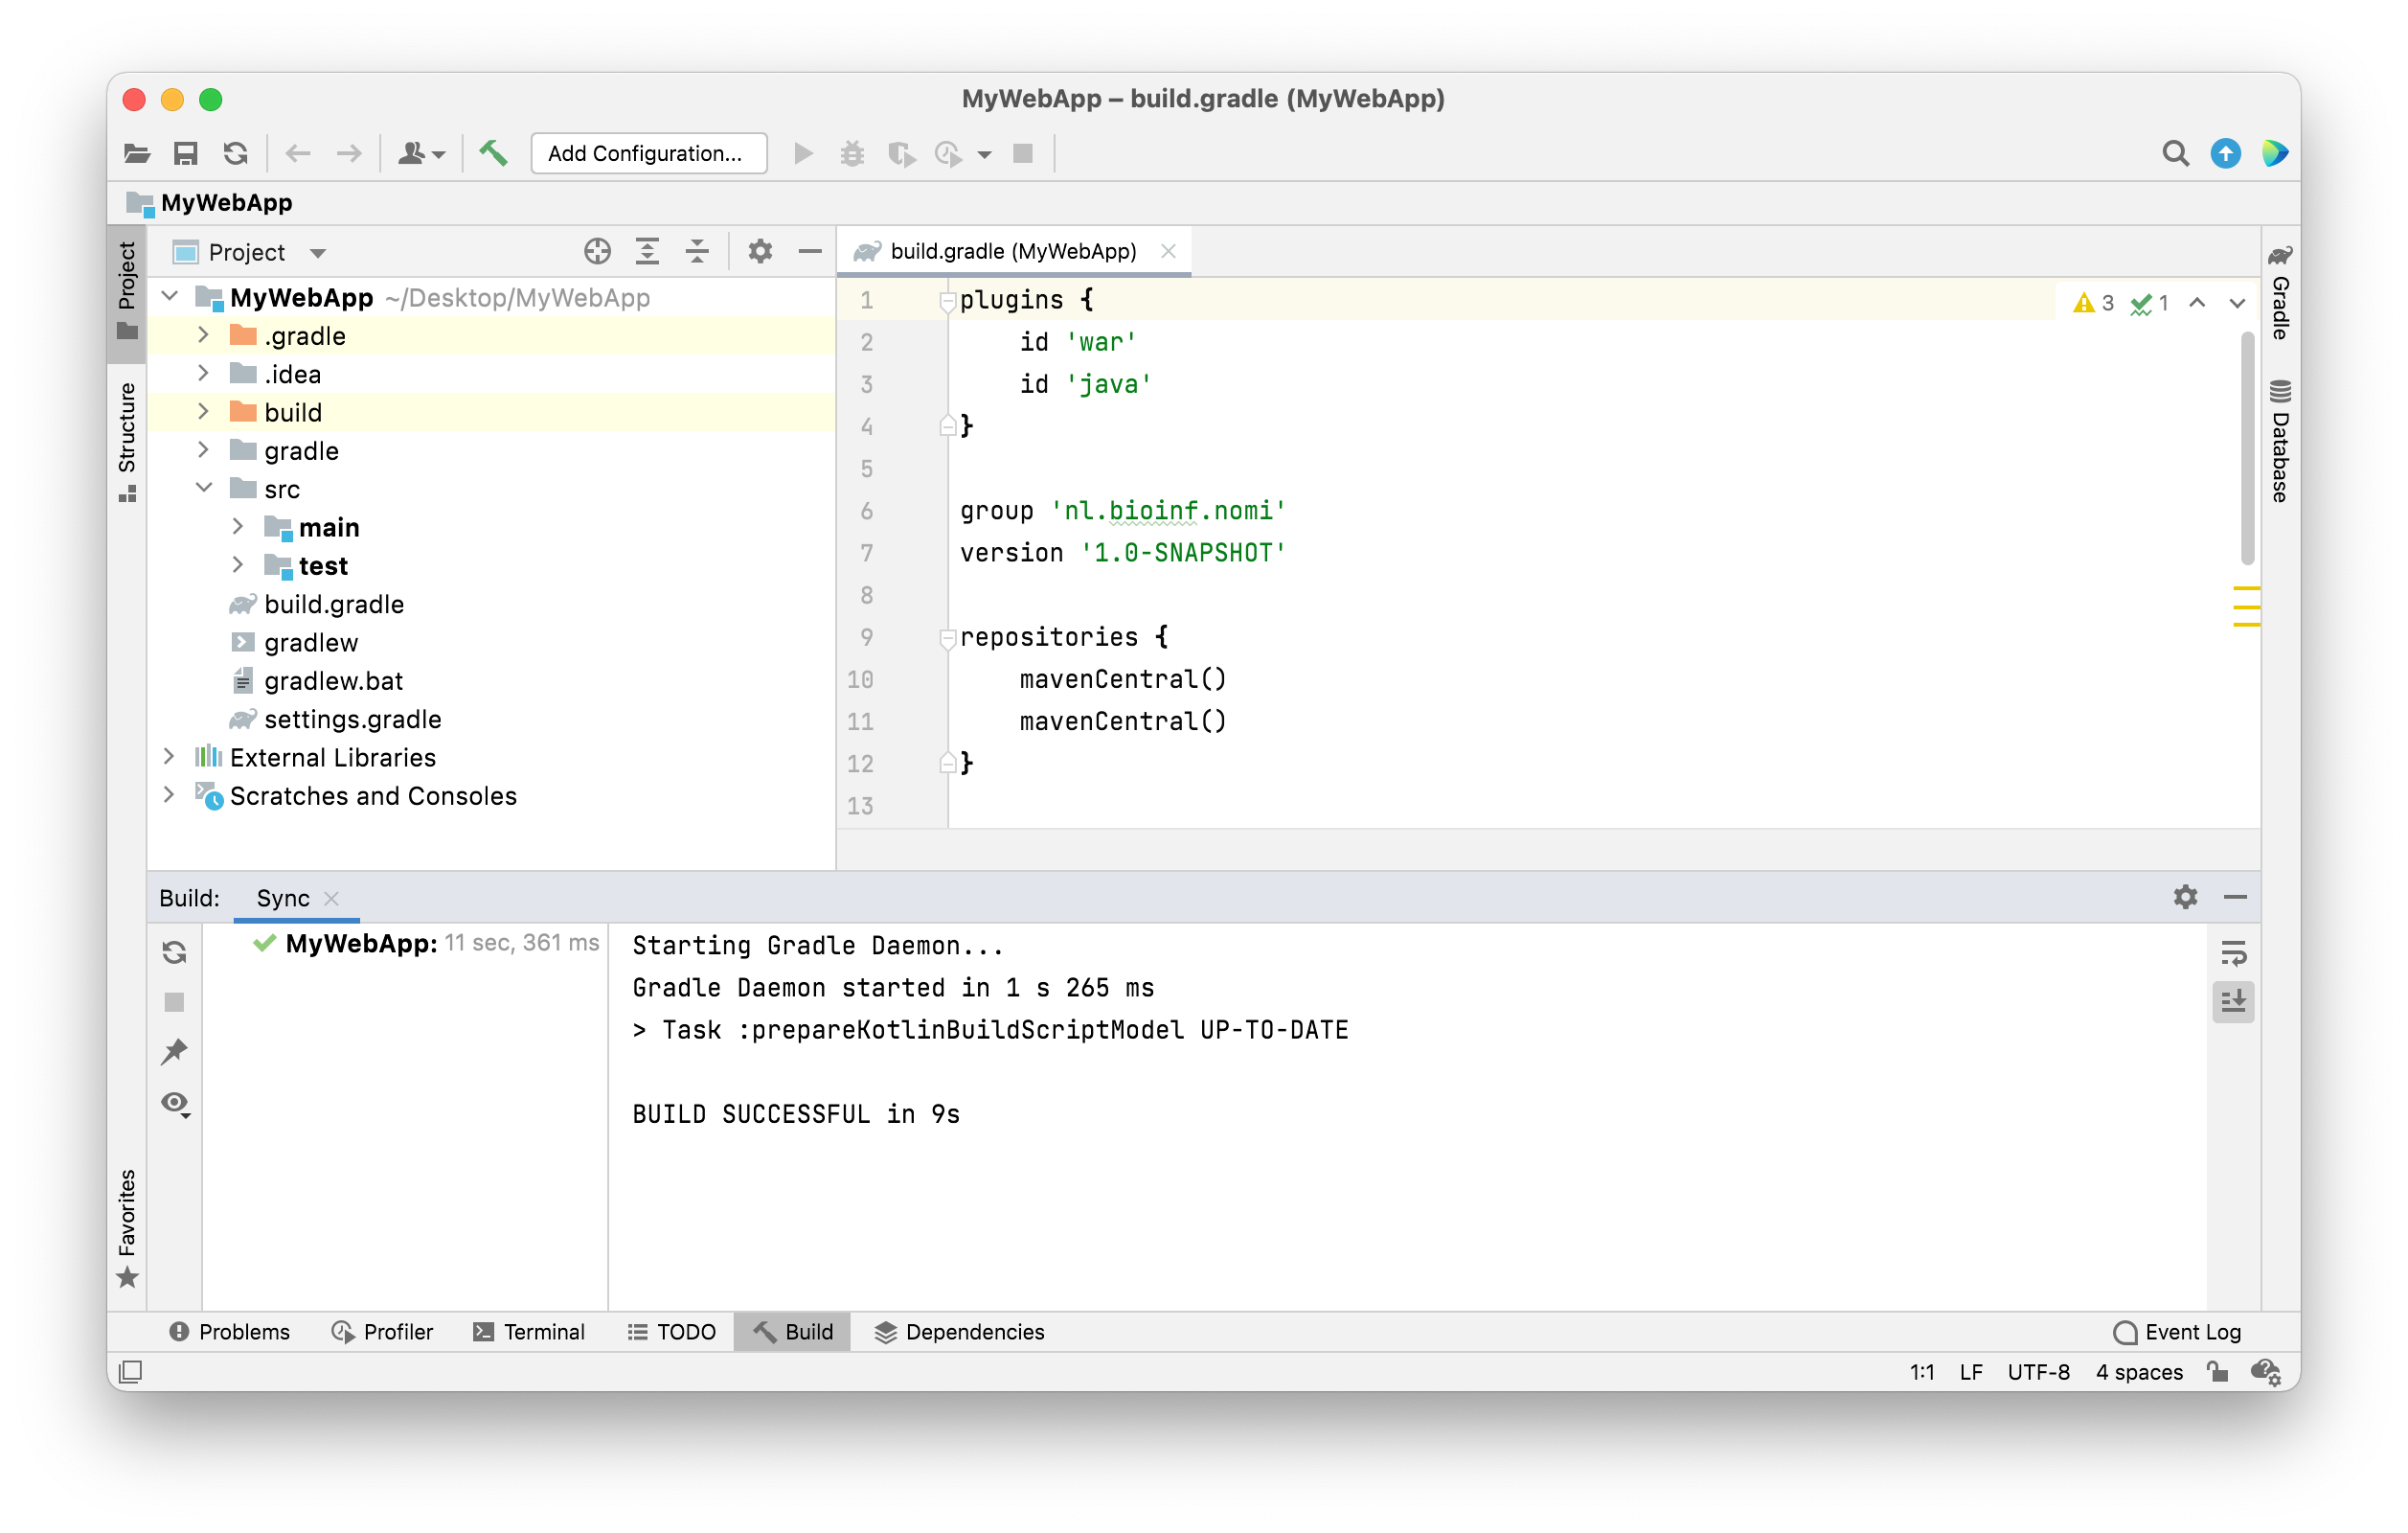 MyWebApp – build.gradle (MyWebApp)
Add Configuration...
MyWebApp
Project
Structure
Favorites
Project
MyWebApp ~/Desktop/MyWebApp
.gradle
.idea
build
gradle
src
main
test
build.gradle
gradlew
gradlew.bat
settings.gradle
External Libraries
Scratches and Consoles
build.gradle (MyWebApp)
3 1
1 plugins {
2 id 'war'
3 id 'java'
4 }
5
6 group 'nl.bioinf.nomi'
7 version '1.0-SNAPSHOT'
8
9 repositories {
10 mavenCentral()
11 mavenCentral()
12 }
13
Gradle
Database
Build: Sync
MyWebApp: 11 sec, 361 ms
Starting Gradle Daemon...
Gradle Daemon started in 1 s 265 ms
> Task :prepareKotlinBuildScriptModel UP-TO-DATE
BUILD SUCCESSFUL in 9s
Problems Profiler Terminal TODO Build Dependencies Event Log
1:1 LF UTF-8 4 spaces